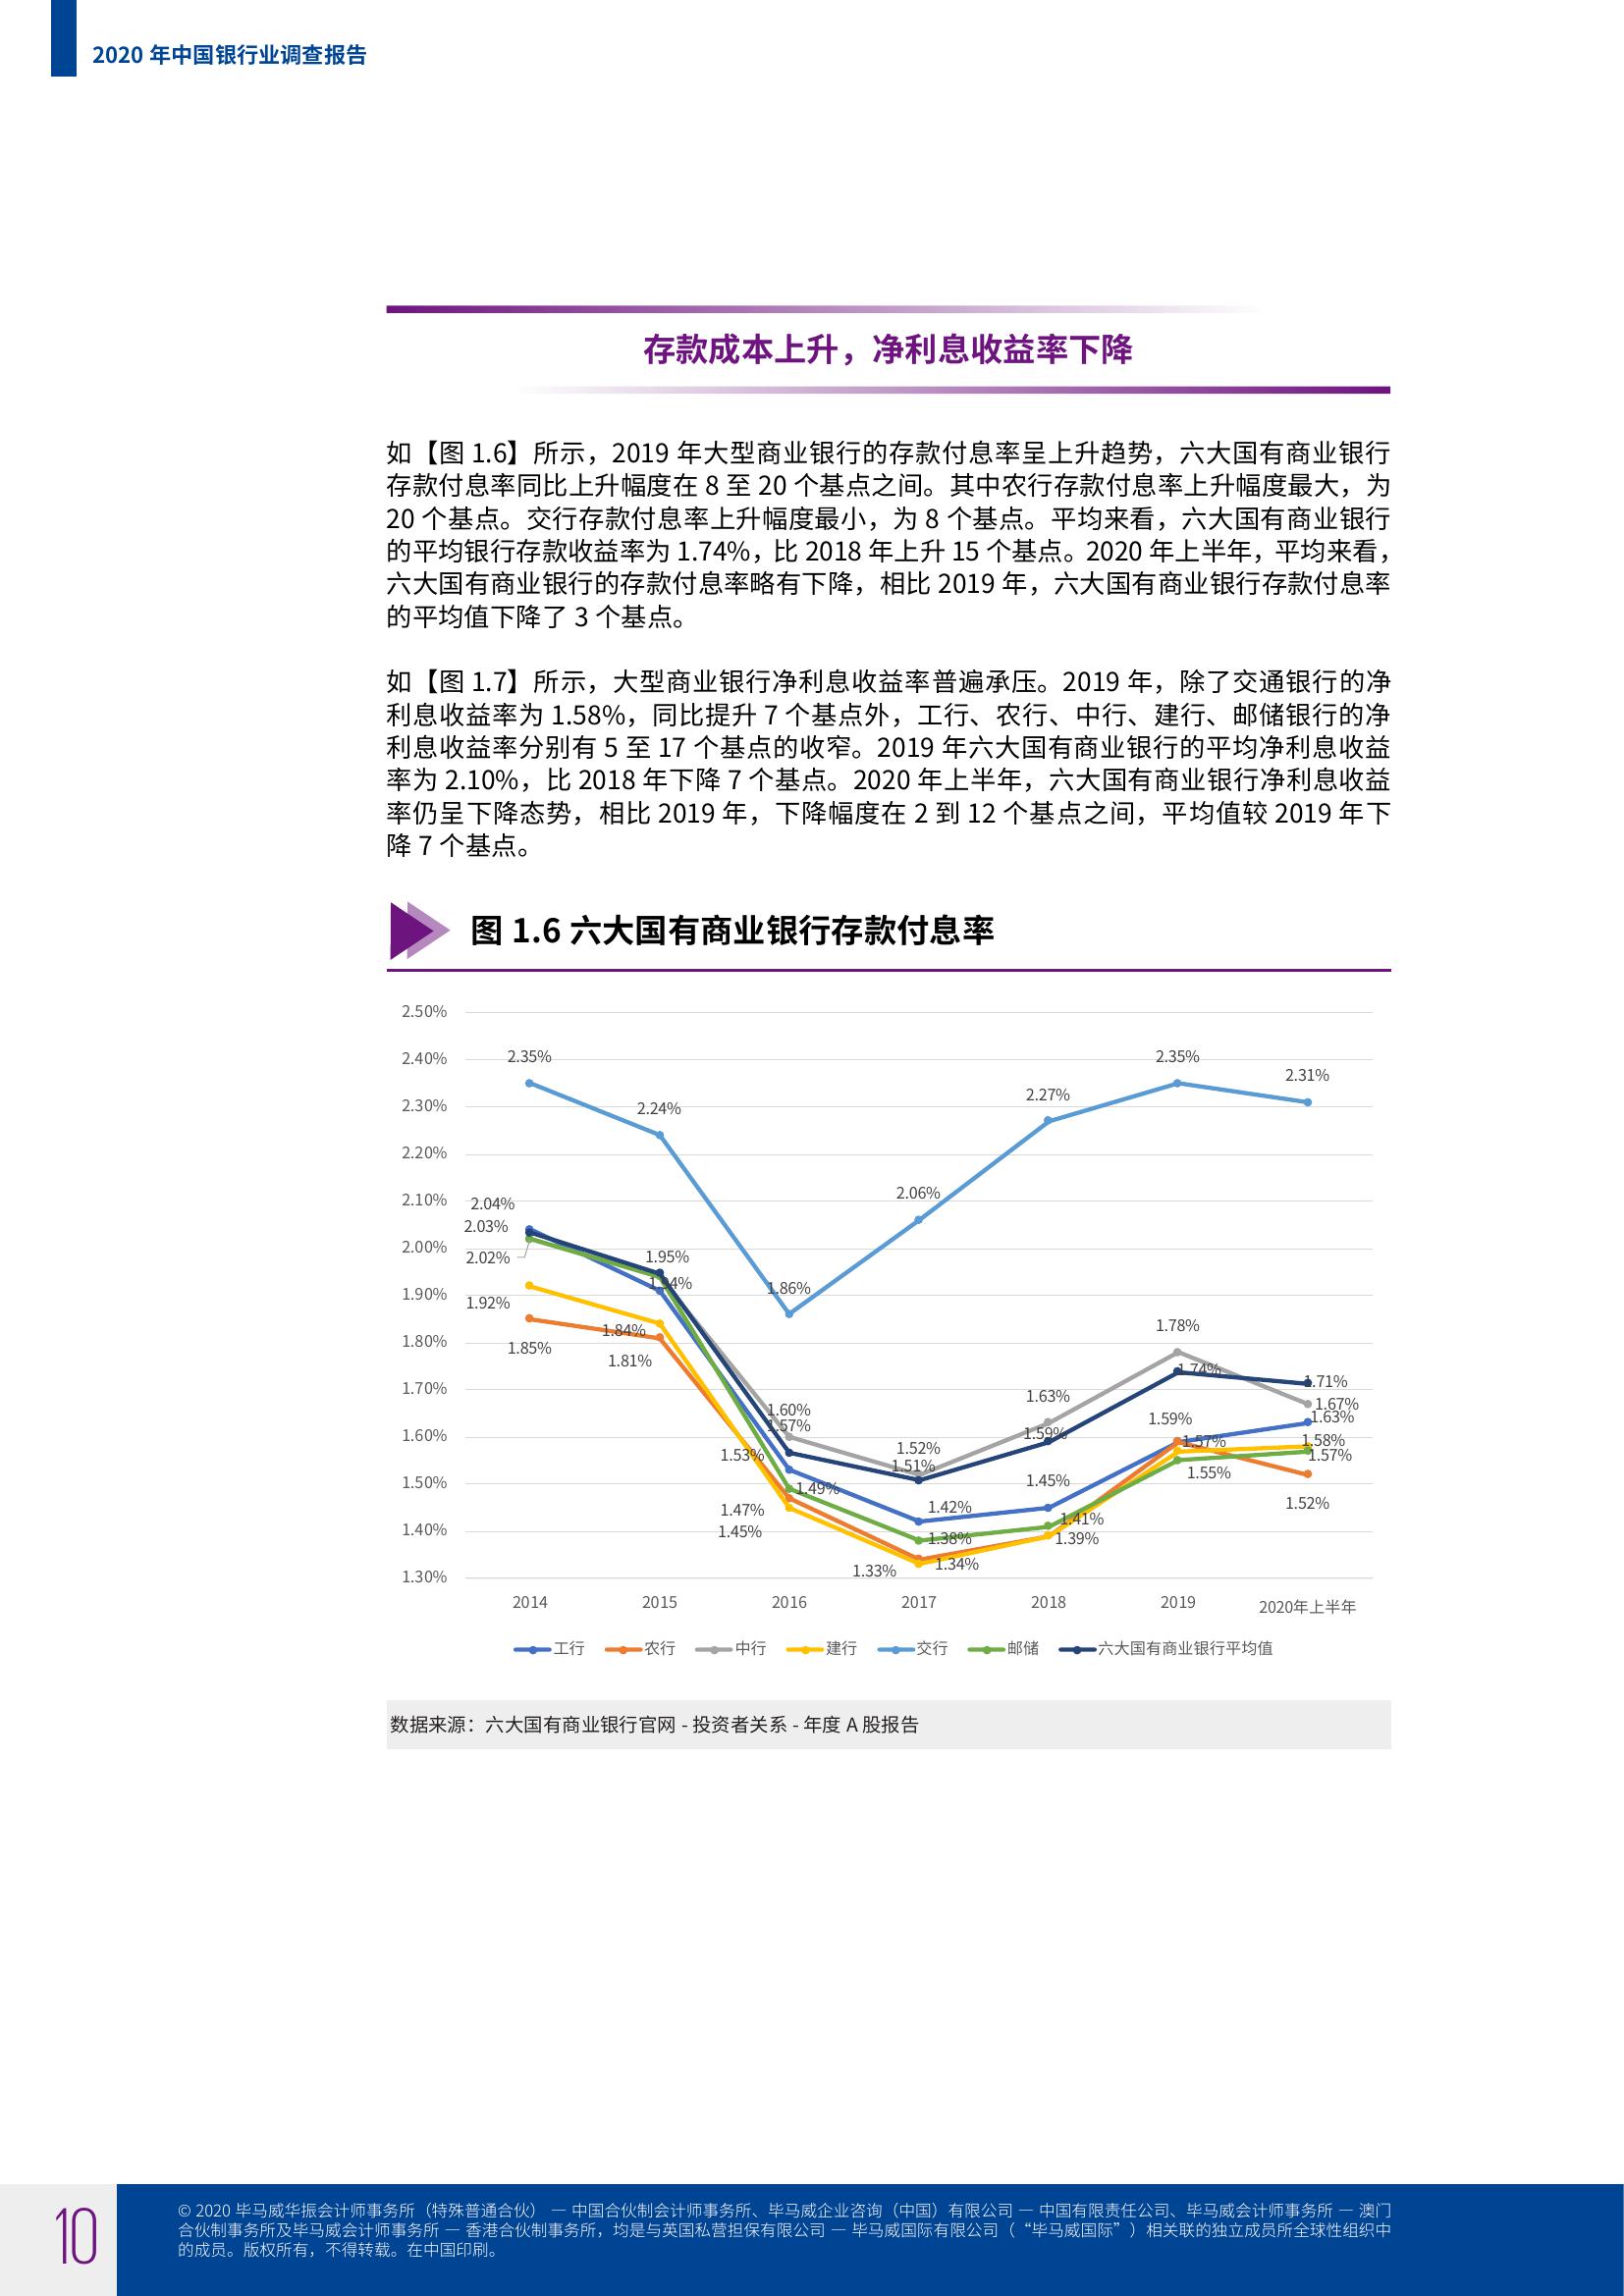 2020 年中国银行业调查报告
存款成本上升，净利息收益率下降
如【图 1.6】所示，2019 年大型商业银行的存款付息率呈上升趋势，六大国有商业银行
存款付息率同比上升幅度在 8 至 20 个基点之间。其中农行存款付息率上升幅度最大，为
20 个基点。交行存款付息率上升幅度最小，为 8 个基点。平均来看，六大国有商业银行
的平均银行存款收益率为 1.74%，比 2018 年上升 15 个基点。2020 年上半年，平均来看，
六大国有商业银行的存款付息率略有下降，相比 2019 年，六大国有商业银行存款付息率
的平均值下降了 3 个基点。
如【图 1.7】所示，大型商业银行净利息收益率普遍承压。2019 年，除了交通银行的净
利息收益率为 1.58%，同比提升 7 个基点外，工行、农行、中行、建行、邮储银行的净
利息收益率分别有 5 至 17 个基点的收窄。2019 年六大国有商业银行的平均净利息收益
率为 2.10%，比 2018 年下降 7 个基点。2020 年上半年，六大国有商业银行净利息收益
率仍呈下降态势，相比 2019 年，下降幅度在 2 到 12 个基点之间，平均值较 2019 年下
降 7 个基点。
图 1.6 六大国有商业银行存款付息率
2.50%
2.40%
2.30%
2.20%
2.10%
2.00%
1.90%
1.80%
1.70%
1.60%
1.50%
1.40%
1.30%
2.35%
2.04%
2.03%
2.02%
1.92%
1.85%
2.24%
1.95%
1.94%
1.84%
1.81%
1.86%
1.60%
1.57%
1.53%
1.49%
1.47%
1.45%
2.06%
1.52%
1.51%
1.42%
1.38%
1.34%
1.33%
2.27%
1.63%
1.59%
1.45%
1.41%
1.39%
2.35%
1.78%
1.74%
1.59%
1.57%
1.55%
2.31%
1.71%
1.67%
1.63%
1.58%
1.57%
1.52%
2014 2015 2016 2017 2018 2019 2020年上半年
工行 农行 中行 建行 交行 邮储 六大国有商业银行平均值
数据来源：六大国有商业银行官网 - 投资者关系 - 年度 A 股报告
10
© 2020 毕马威华振会计师事务所（特殊普通合伙） — 中国合伙制会计师事务所、毕马威企业咨询（中国）有限公司 — 中国有限责任公司、毕马威会计师事务所 — 澳门
合伙制事务所及毕马威会计师事务所 — 香港合伙制事务所，均是与英国私营担保有限公司 — 毕马威国际有限公司（“毕马威国际”）相关联的独立成员所全球性组织中
的成员。版权所有，不得转载。在中国印刷。